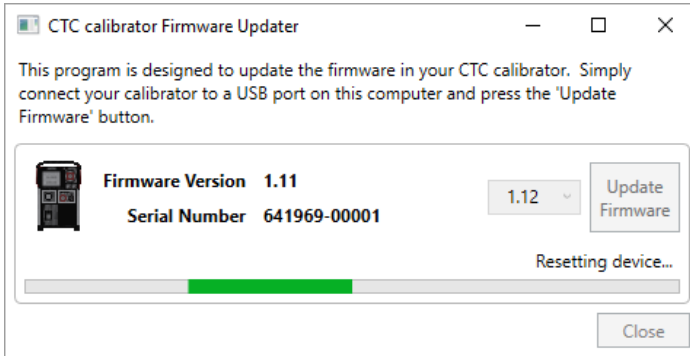 CTC calibrator Firmware Updater
This program is designed to update the firmware in your CTC calibrator.  Simply
connect your calibrator to a USB port on this computer and press the 'Update
Firmware' button.
Firmware Version 1.11
Serial Number 641969-00001
1.12
Update
Firmware
Resetting device...
Close